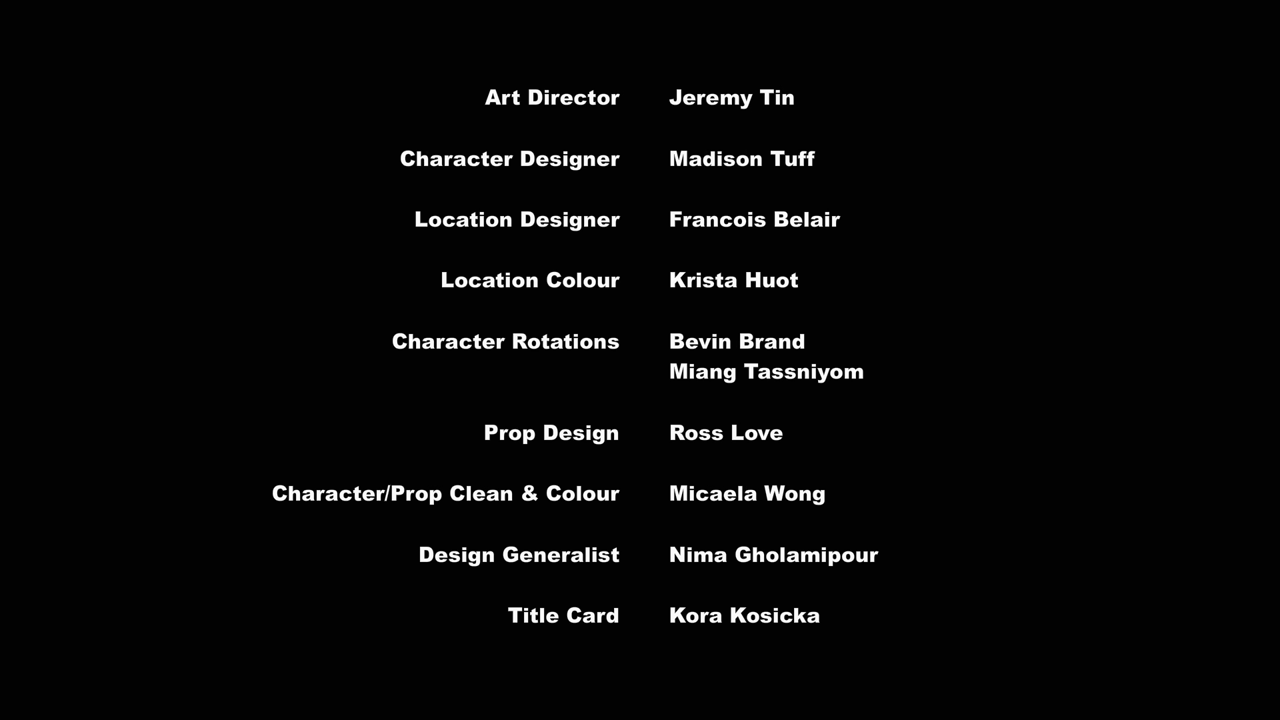 Art Director Jeremy Tin
Character Designer Madison Tuff
Location Designer Francois Belair
Location Colour Krista Huot
Character Rotations Bevin Brand
Miang Tassniyom
Prop Design Ross Love
Character/Prop Clean & Colour Micaela Wong
Design Generalist Nima Gholamipour
Title Card Kora Kosicka